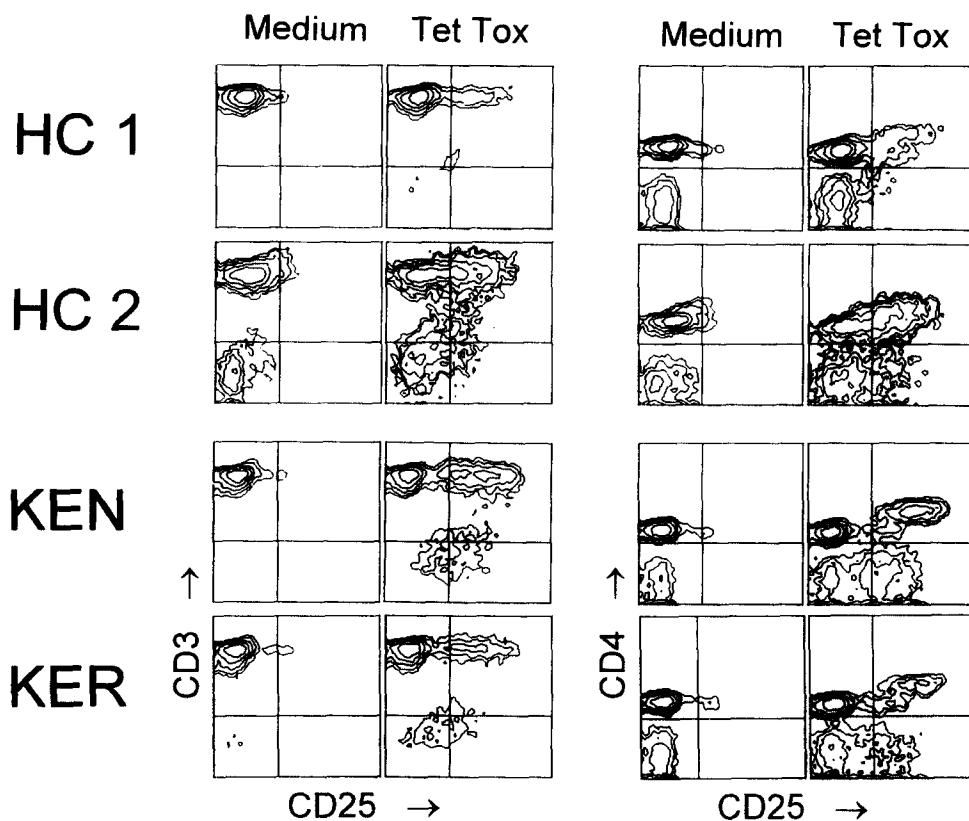 Medium Tet Tox Medium Tet Tox
HC 1
HC 2
KEN
KER
CD3 →
CD4 →
CD25 → CD25 →